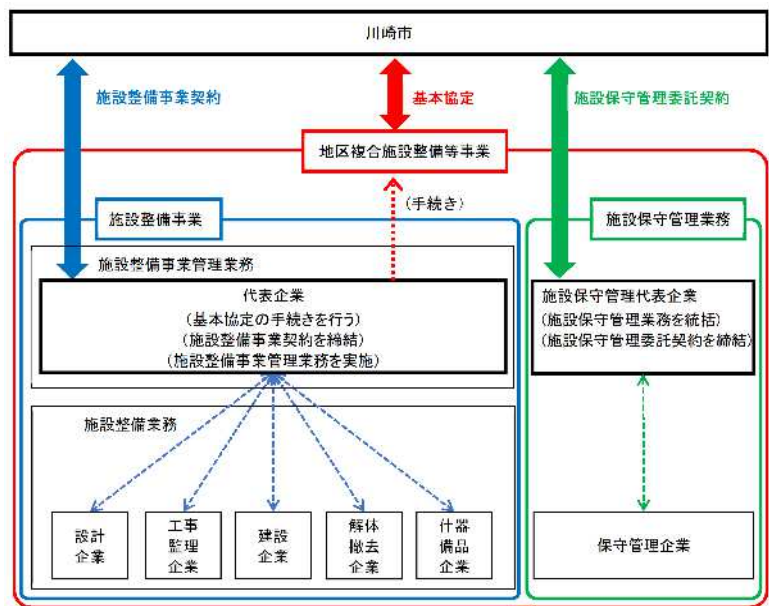 川崎市
施設整備事業契約
基本協定
施設保守管理委託契約
地区複合施設整備等事業
(手続き)
施設整備事業
施設保守管理業務
施設整備事業管理業務
代表企業
(基本協定の手続きを行う)
(施設整備事業契約を締結)
(施設整備事業管理業務を実施)
施設保守管理代表企業
(施設保守管理業務を統括)
(施設保守管理委託契約を締結)
施設整備業務
設計
企業
工事
監理
企業
建設
企業
解体
撤去
企業
什器
備品
企業
保守管理企業